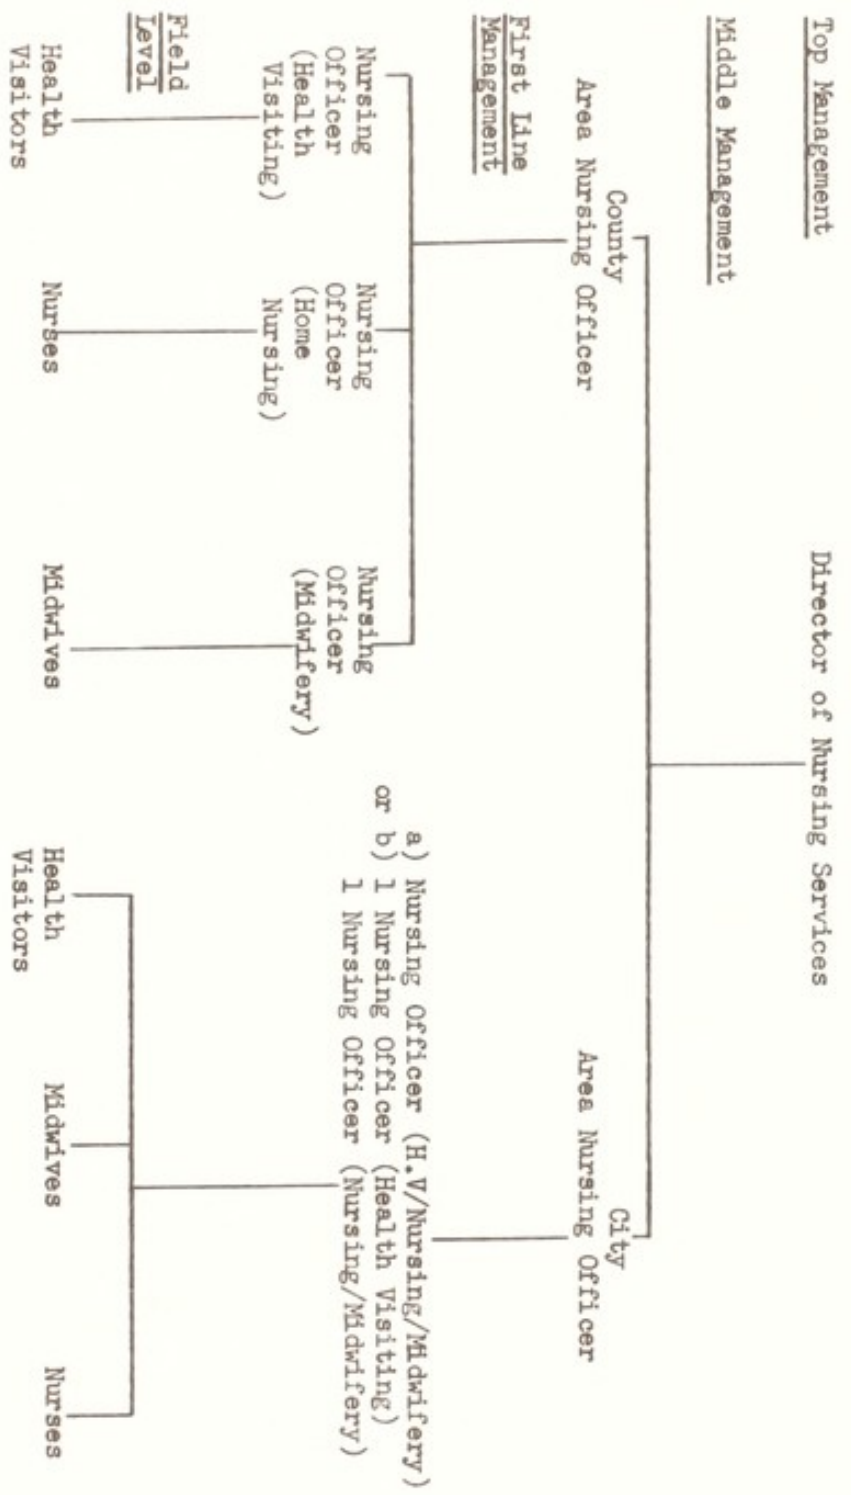 Top Management
Director of Nursing Services
Middle Management
County
Area Nursing Officer
City
Area Nursing Officer
First Line
Management
Nursing
Officer
(Health
Visiting)
Nursing
Officer
(Home
Nursing)
Nursing
Officer
(Midwifery)
a) Nursing Officer (H.V/Nursing/Midwifery)
or b) 1 Nursing Officer (Health Visiting)
1 Nursing Officer (Nursing/Midwifery)
Field
Level
Health
Visitors
Nurses
Midwives
Health
Visitors
Midwives
Nurses